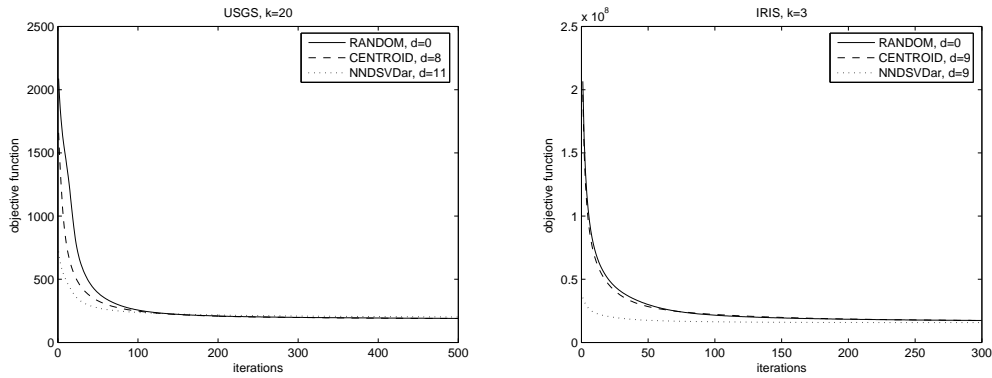 USGS, k=20
2500
2000
1500
1000
500
0
objective function
0 100 200 300 400 500
iterations
RANDOM, d=0
CENTROID, d=8
NNDSVDar, d=11
IRIS, k=3
x 10^8
2.5
2
1.5
1
0.5
0
objective function
0 50 100 150 200 250 300
iterations
RANDOM, d=0
CENTROID, d=9
NNDSVDar, d=9